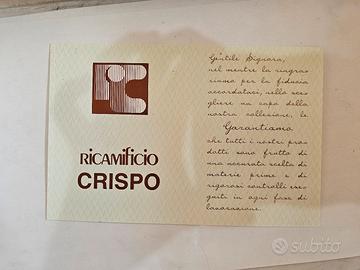 RICAMIFICIO
CRISPO
Gentile Signora,
nel mentre la ringra
ziamo per la fiducia
accordataci, nello sce
gliere un capo della
nostra collezione, le
Garantiamo
che tutti i nostri pro
dotti sono frutto di
una accurata scelta di
materie prime e di
rigorosi controlli ese
guiti in ogni fase di
lavorazione.
subito